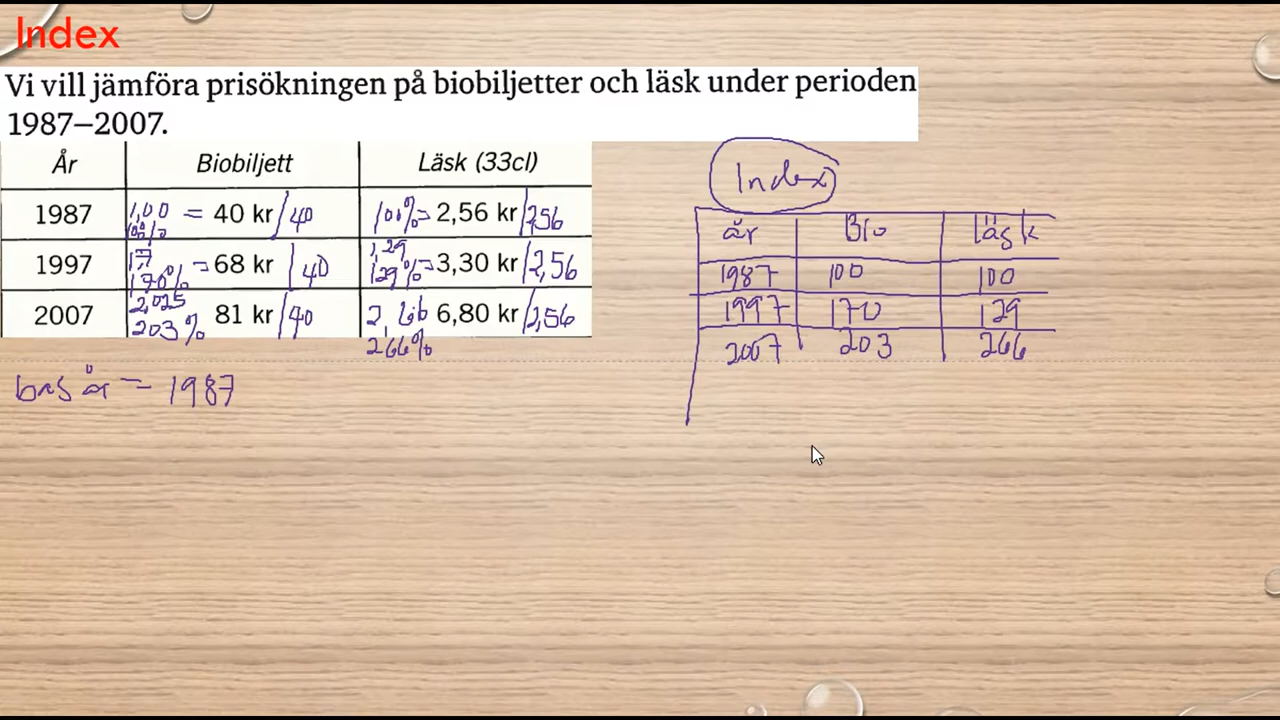 Index
Vi vill jämföra prisökningen på biobiljetter och läsk under perioden
1987–2007.
År Biobiljett Läsk (33cl)
1987 1,00 = 40 kr/40 100%= 2,56 kr/2,56
100%
1997 1,7 = 68 kr/40 1,29 = 3,30 kr/2,56
170% 129%
2007 2,025 81 kr/40 2,66 6,80 kr/2,56
203% 266%
bas år = 1987
Index
år Bio läsk
1987 100 100
1997 170 129
2007 203 266